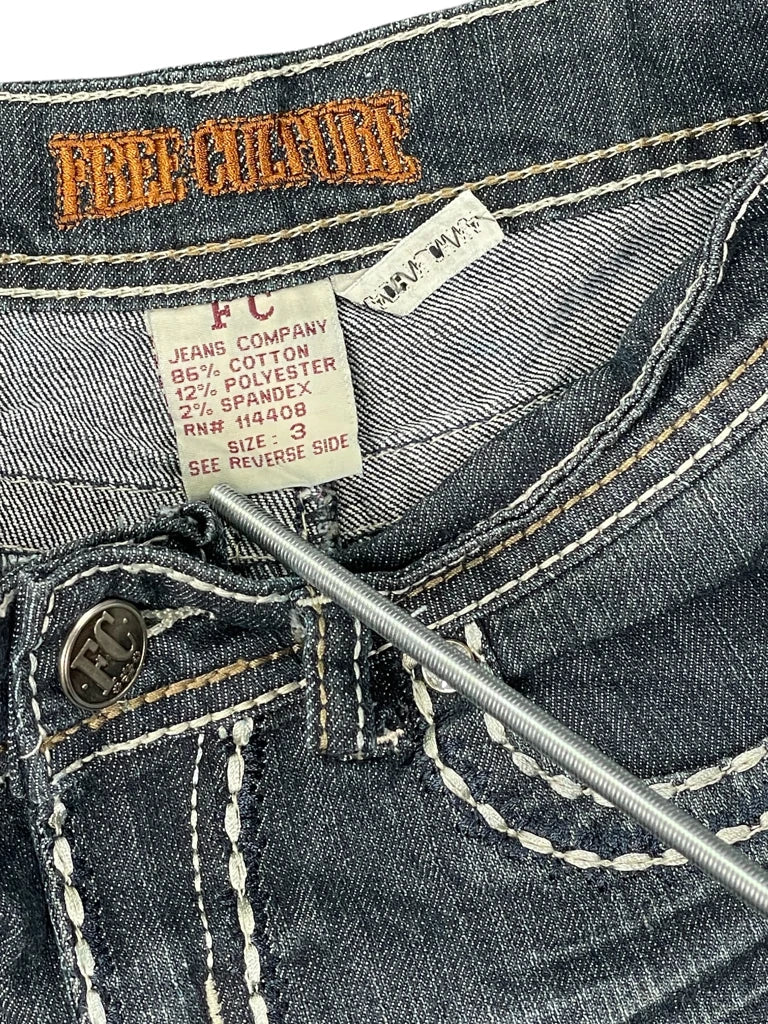 FREE CULTURE
FC
JEANS COMPANY
86% COTTON
12% POLYESTER
2% SPANDEX
RN# 114408
SIZE: 3
SEE REVERSE SIDE
FC